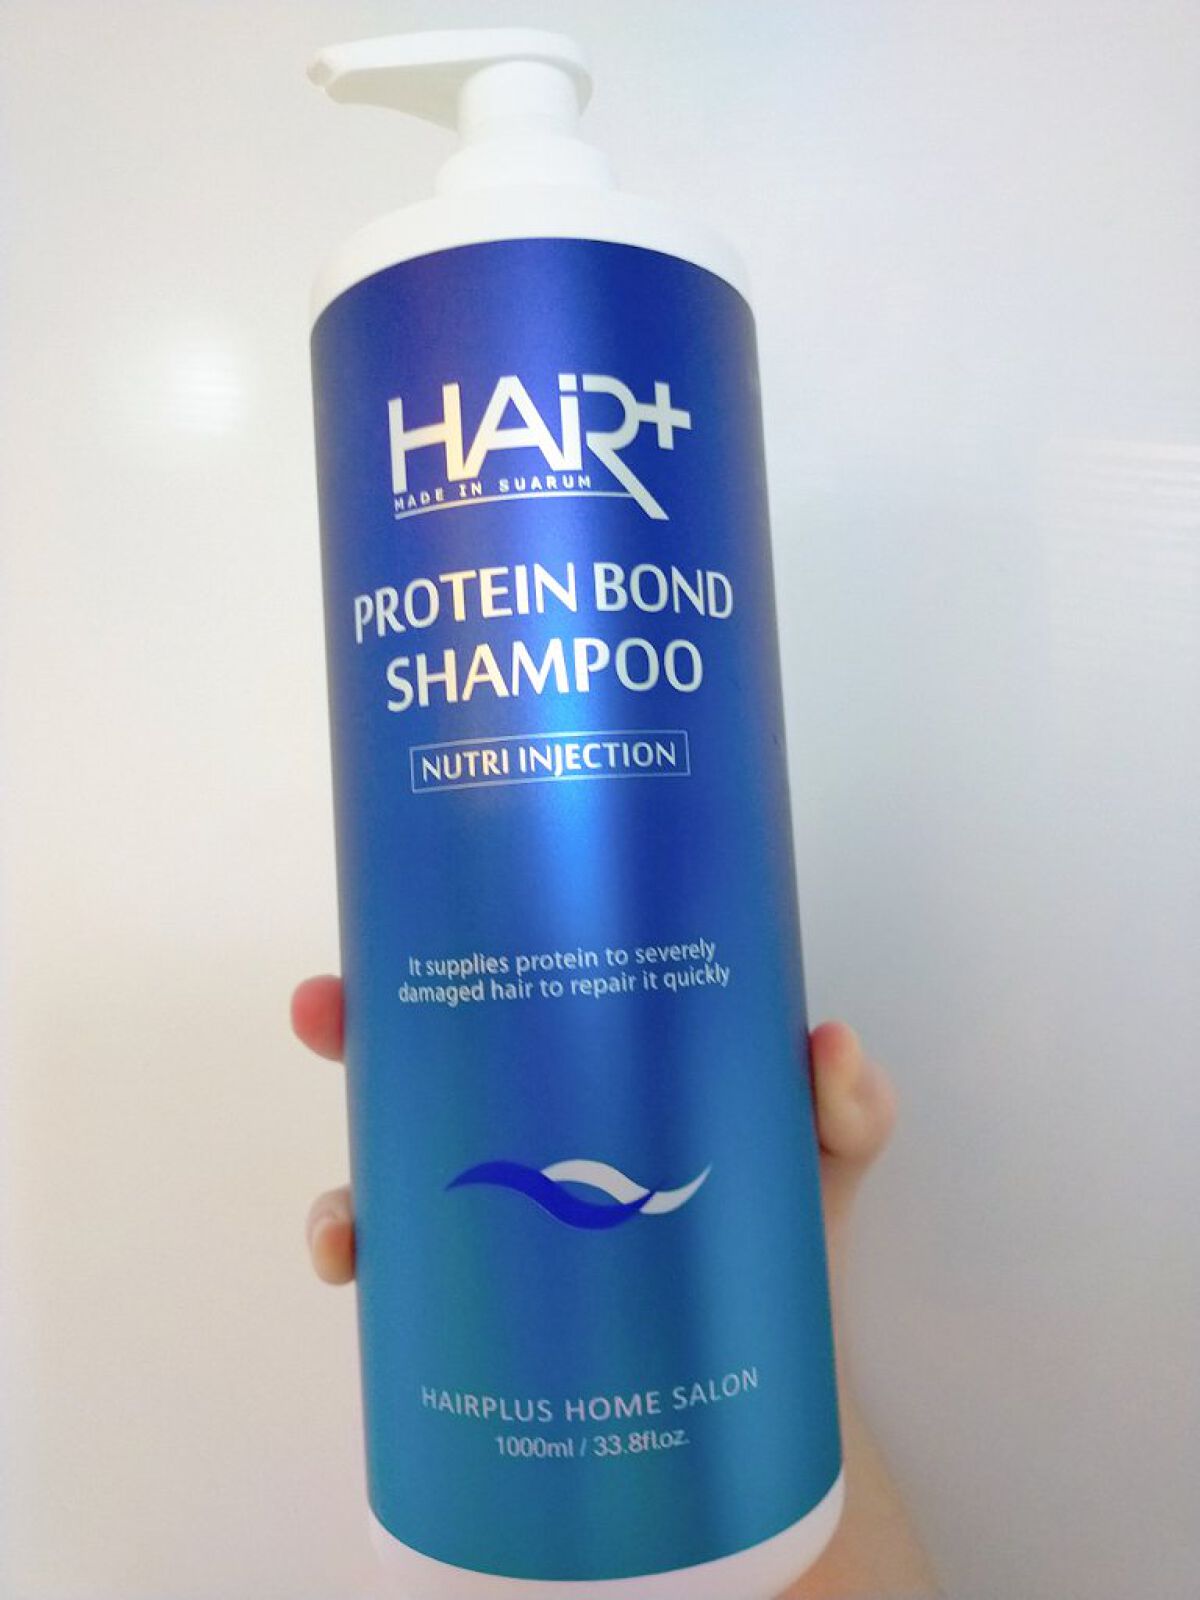 HAiR+
MADE IN SUARUM
PROTEIN BOND
SHAMPOO
NUTRI INJECTION
It supplies protein to severely
damaged hair to repair it quickly
HAIRPLUS HOME SALON
1000ml / 33.8fl.oz.